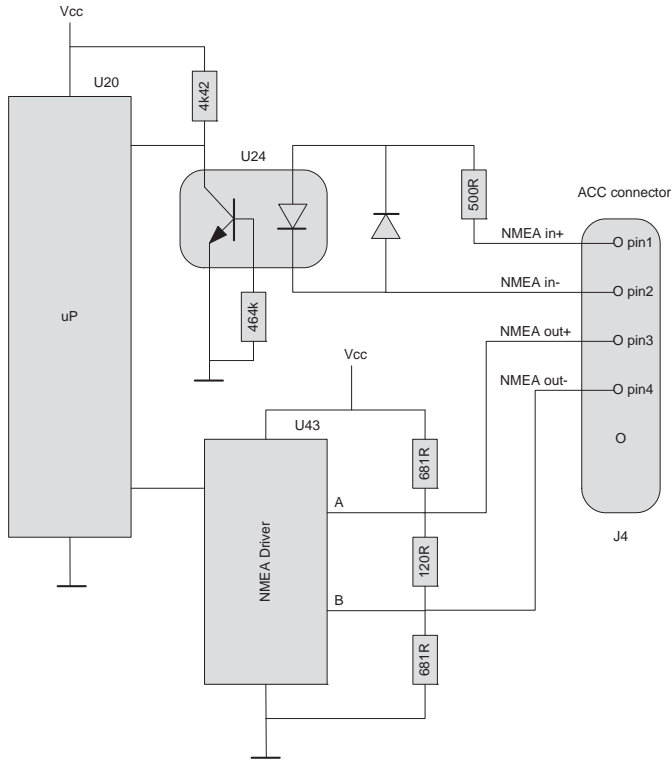 Vcc
U20
4k42
U24
500R
ACC connector
NMEA in+
O pin1
NMEA in-
O pin2
uP
464k
NMEA out+
O pin3
Vcc
NMEA out-
O pin4
U43
681R
O
A
J4
NMEA Driver
120R
B
681R